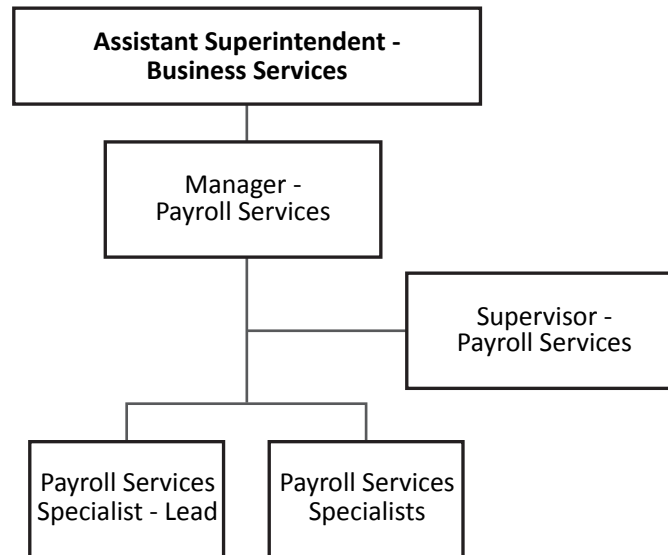 Assistant Superintendent -
Business Services
Manager -
Payroll Services
Supervisor -
Payroll Services
Payroll Services
Specialist - Lead
Payroll Services
Specialists